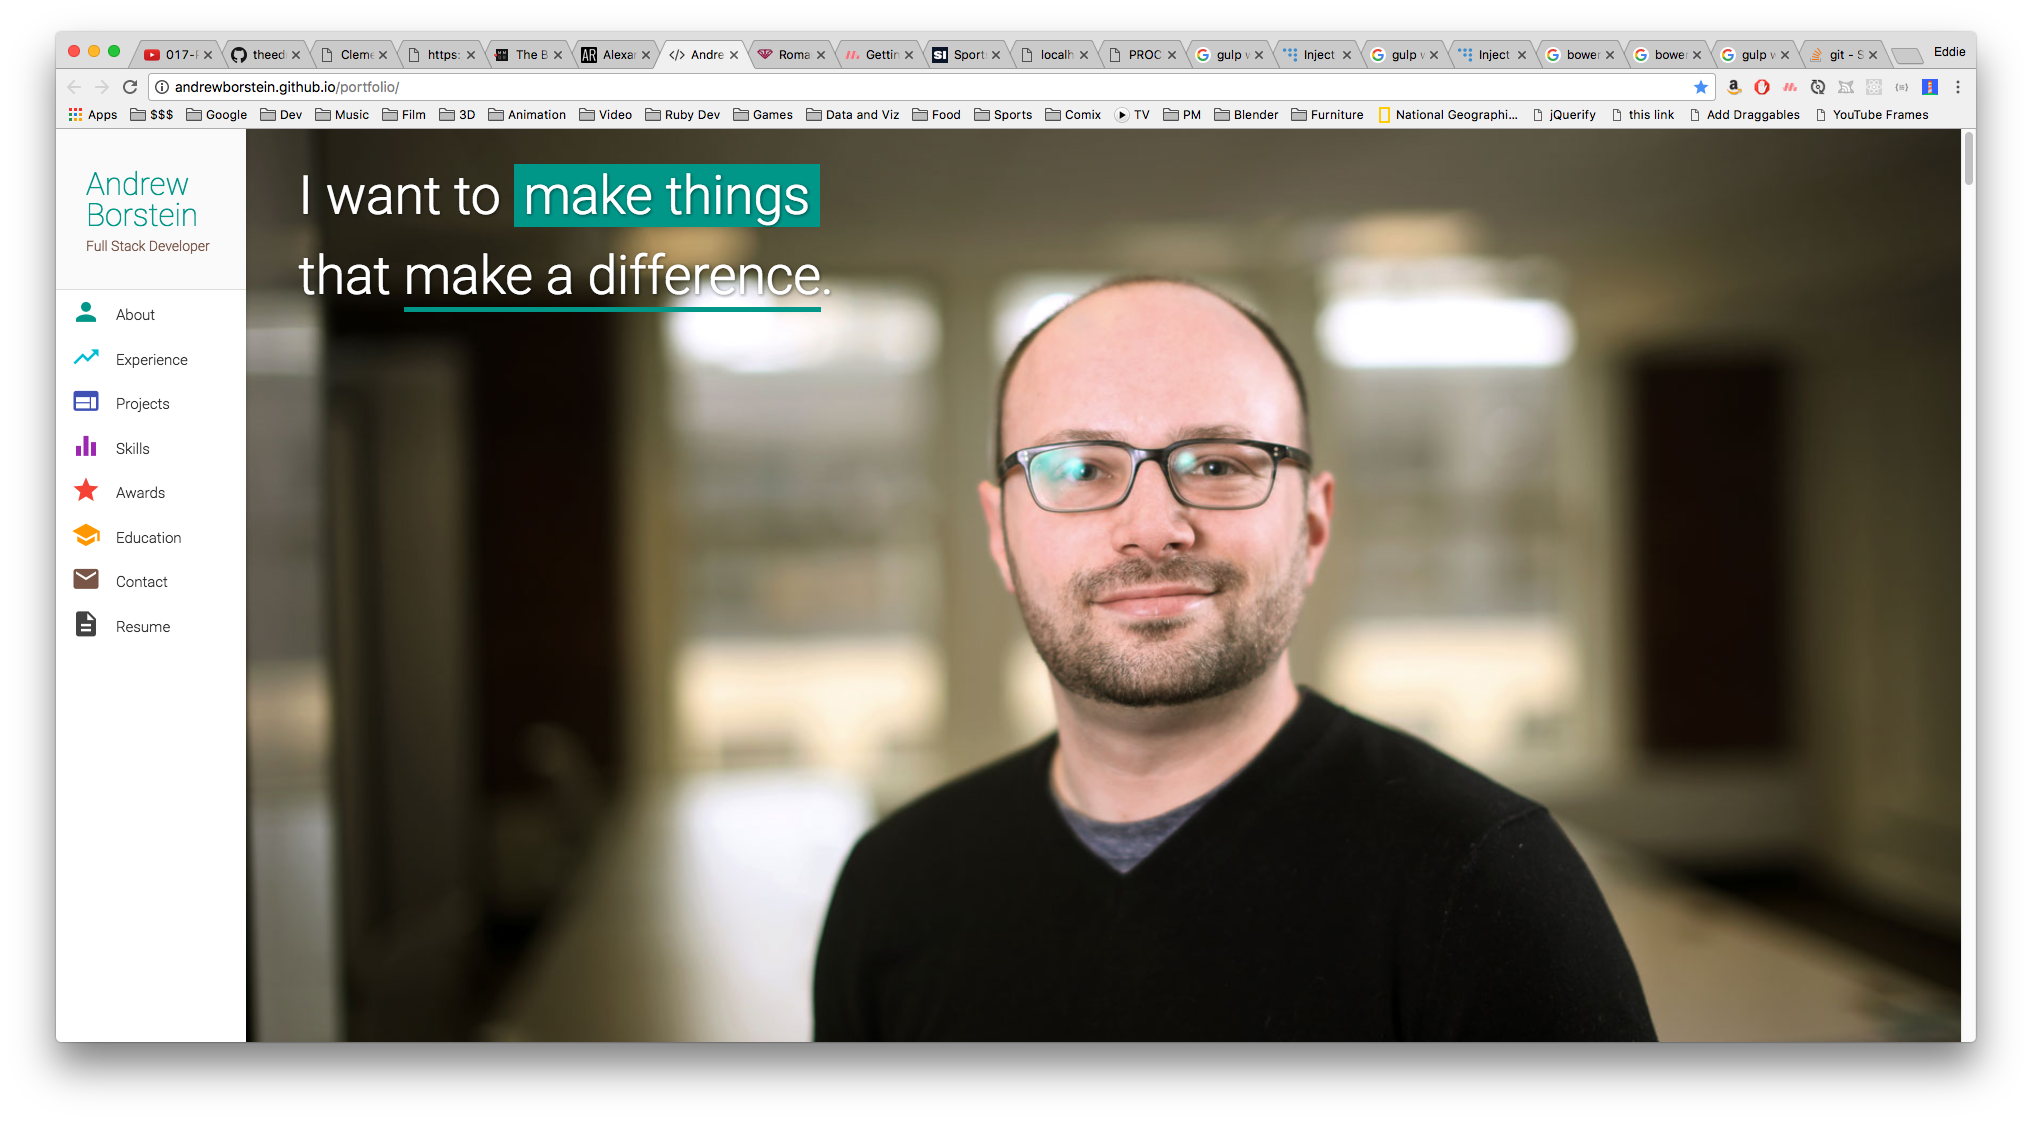 017-F
theed
Cleme
https:
The B
Alexar
Andre
Roma
Gettin
Sport
localh
PROC
gulp w
Inject
gulp w
Inject
bower
bower
gulp w
git - S
Eddie
andrewborstein.github.io/portfolio/
Apps
$$$
Google
Dev
Music
Film
3D
Animation
Video
Ruby Dev
Games
Data and Viz
Food
Sports
Comix
TV
PM
Blender
Furniture
National Geographi...
jQuerify
this link
Add Draggables
YouTube Frames
Andrew
Borstein
Full Stack Developer
About
Experience
Projects
Skills
Awards
Education
Contact
Resume
I want to make things
that make a difference.